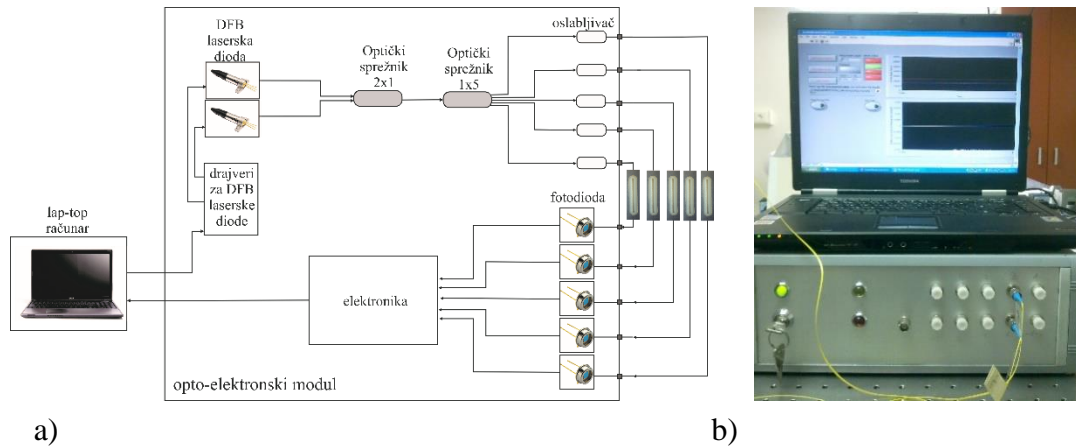 DFB
laserska
dioda
Optički
sprežnik
2x1
Optički
sprežnik
1x5
oslabljivač
drajveri
za DFB
laserske
diode
lap-top
računar
fotodioda
elektronika
opto-elektronski modul
TOSHIBA
a)
b)